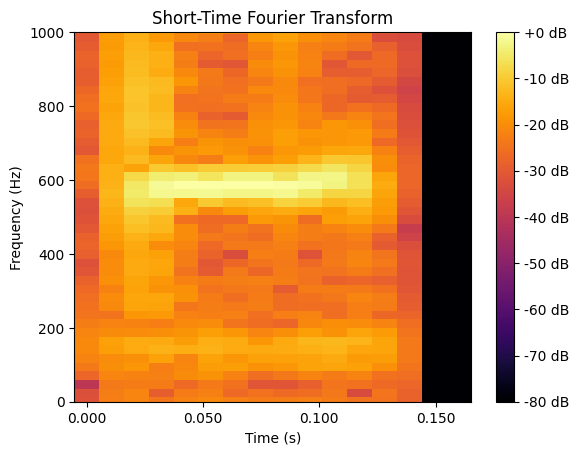 Short-Time Fourier Transform
1000
800
600
400
200
0
Frequency (Hz)
0.000
0.050
0.100
0.150
Time (s)
+0 dB
-10 dB
-20 dB
-30 dB
-40 dB
-50 dB
-60 dB
-70 dB
-80 dB